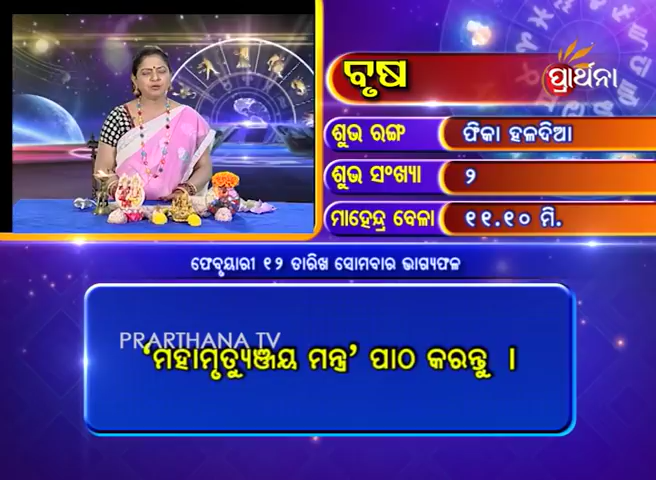 ବୃଷ
ପ୍ରାର୍ଥନା
ଶୁଭ ରଙ୍ଗ ଫିକା ହଳଦିଆ
ଶୁଭ ସଂଖ୍ୟା ୨
ମାହେନ୍ଦ୍ର ବେଳା ୧୧.୧୦ ମି.
ଫେବୃୟାରୀ ୧୨ ତାରିଖ ସୋମବାର ଭାଗ୍ୟଫଳ
PRARTHANA TV
‘ମହାମୃତ୍ୟୁଞ୍ଜୟ ମନ୍ତ୍ର’ ପାଠ କରନ୍ତୁ ।